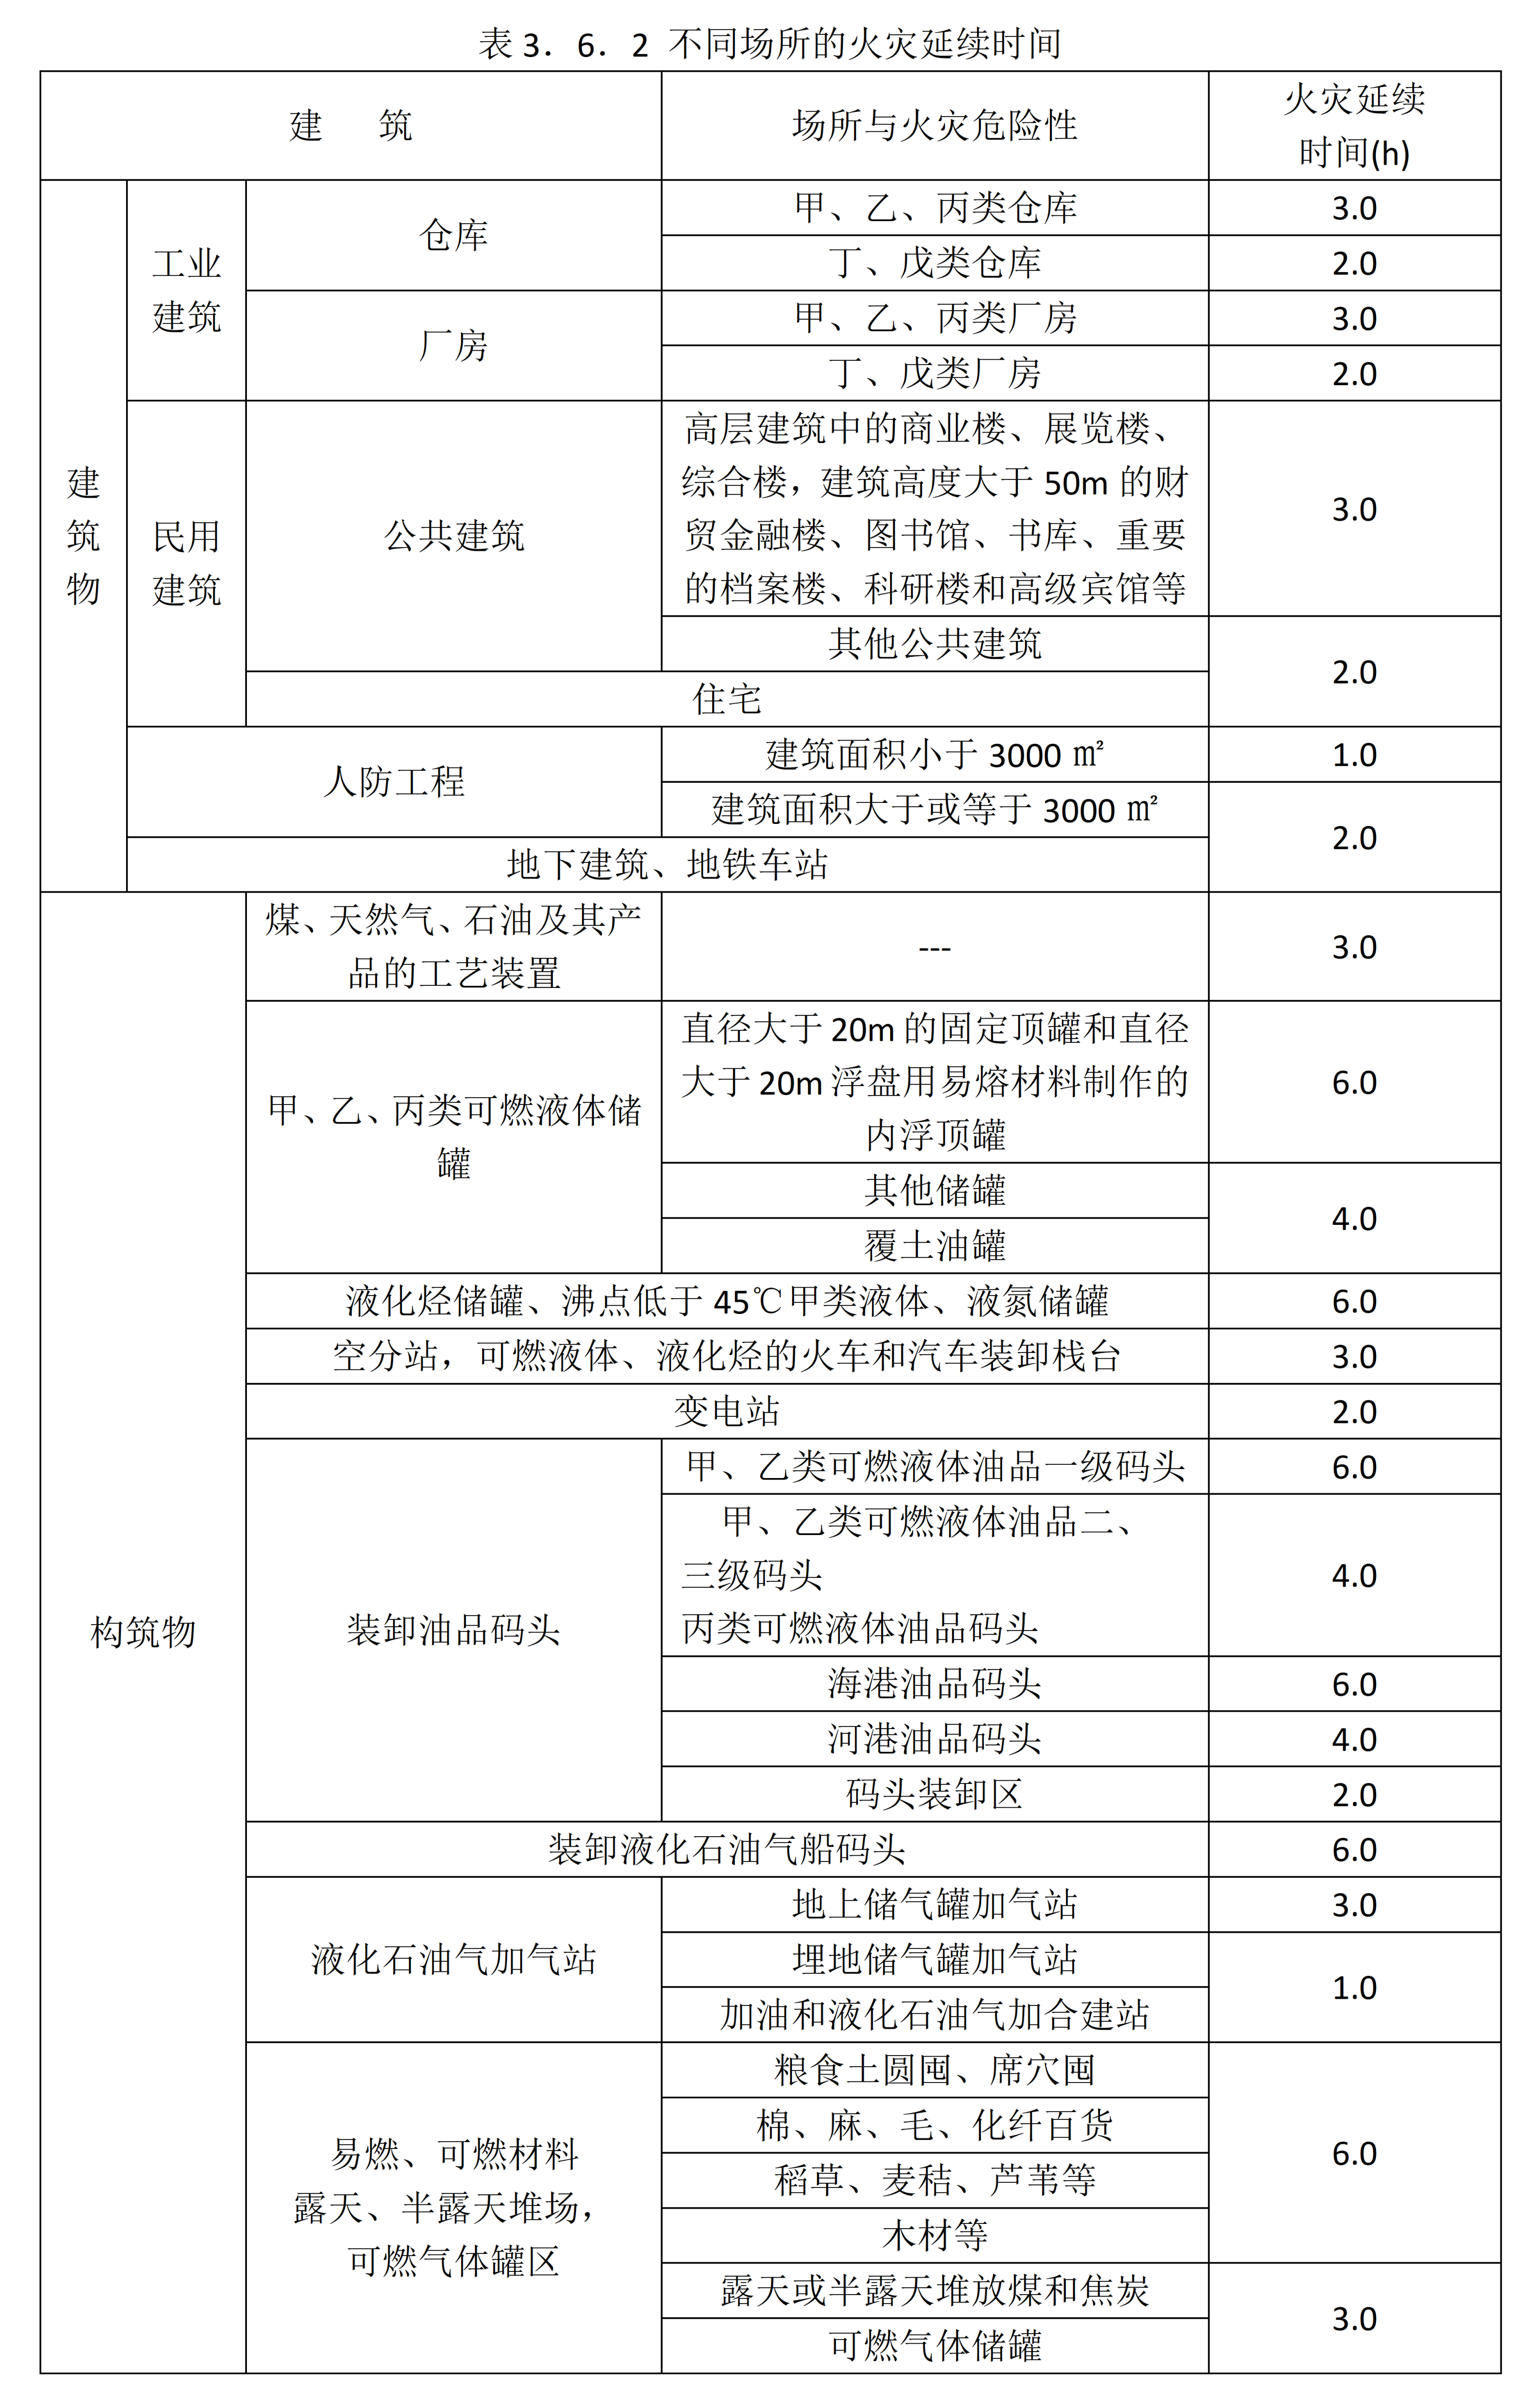 表3．6．2 不同场所的火灾延续时间
建 筑
场所与火灾危险性
火灾延续
时间(h)
建
筑
物
工业
建筑
仓库
甲、乙、丙类仓库
3.0
丁、戊类仓库
2.0
厂房
甲、乙、丙类厂房
3.0
丁、戊类厂房
2.0
民用
建筑
公共建筑
高层建筑中的商业楼、展览楼、
综合楼，建筑高度大于50m的财
贸金融楼、图书馆、书库、重要
的档案楼、科研楼和高级宾馆等
3.0
其他公共建筑
2.0
住宅
人防工程
建筑面积小于3000㎡
1.0
建筑面积大于或等于3000㎡
2.0
地下建筑、地铁车站
构筑物
煤、天然气、石油及其产
品的工艺装置
---
3.0
甲、乙、丙类可燃液体储
罐
直径大于20m的固定顶罐和直径
大于20m浮盘用易熔材料制作的
内浮顶罐
6.0
其他储罐
4.0
覆土油罐
液化烃储罐、沸点低于45℃甲类液体、液氮储罐
6.0
空分站，可燃液体、液化烃的火车和汽车装卸栈台
3.0
变电站
2.0
装卸油品码头
甲、乙类可燃液体油品一级码头
6.0
甲、乙类可燃液体油品二、
三级码头
丙类可燃液体油品码头
4.0
海港油品码头
6.0
河港油品码头
4.0
码头装卸区
2.0
装卸液化石油气船码头
6.0
液化石油气加气站
地上储气罐加气站
3.0
埋地储气罐加气站
1.0
加油和液化石油气加合建站
易燃、可燃材料
露天、半露天堆场，
可燃气体罐区
粮食土圆囤、席穴囤
6.0
棉、麻、毛、化纤百货
稻草、麦秸、芦苇等
木材等
露天或半露天堆放煤和焦炭
3.0
可燃气体储罐